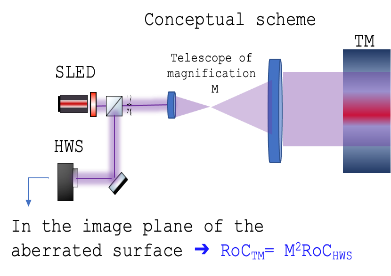 Conceptual scheme
TM
Telescope of
magnification
M
SLED
HWS
In the image plane of the
aberrated surface ➔ RoC_TM= M²RoC_HWS